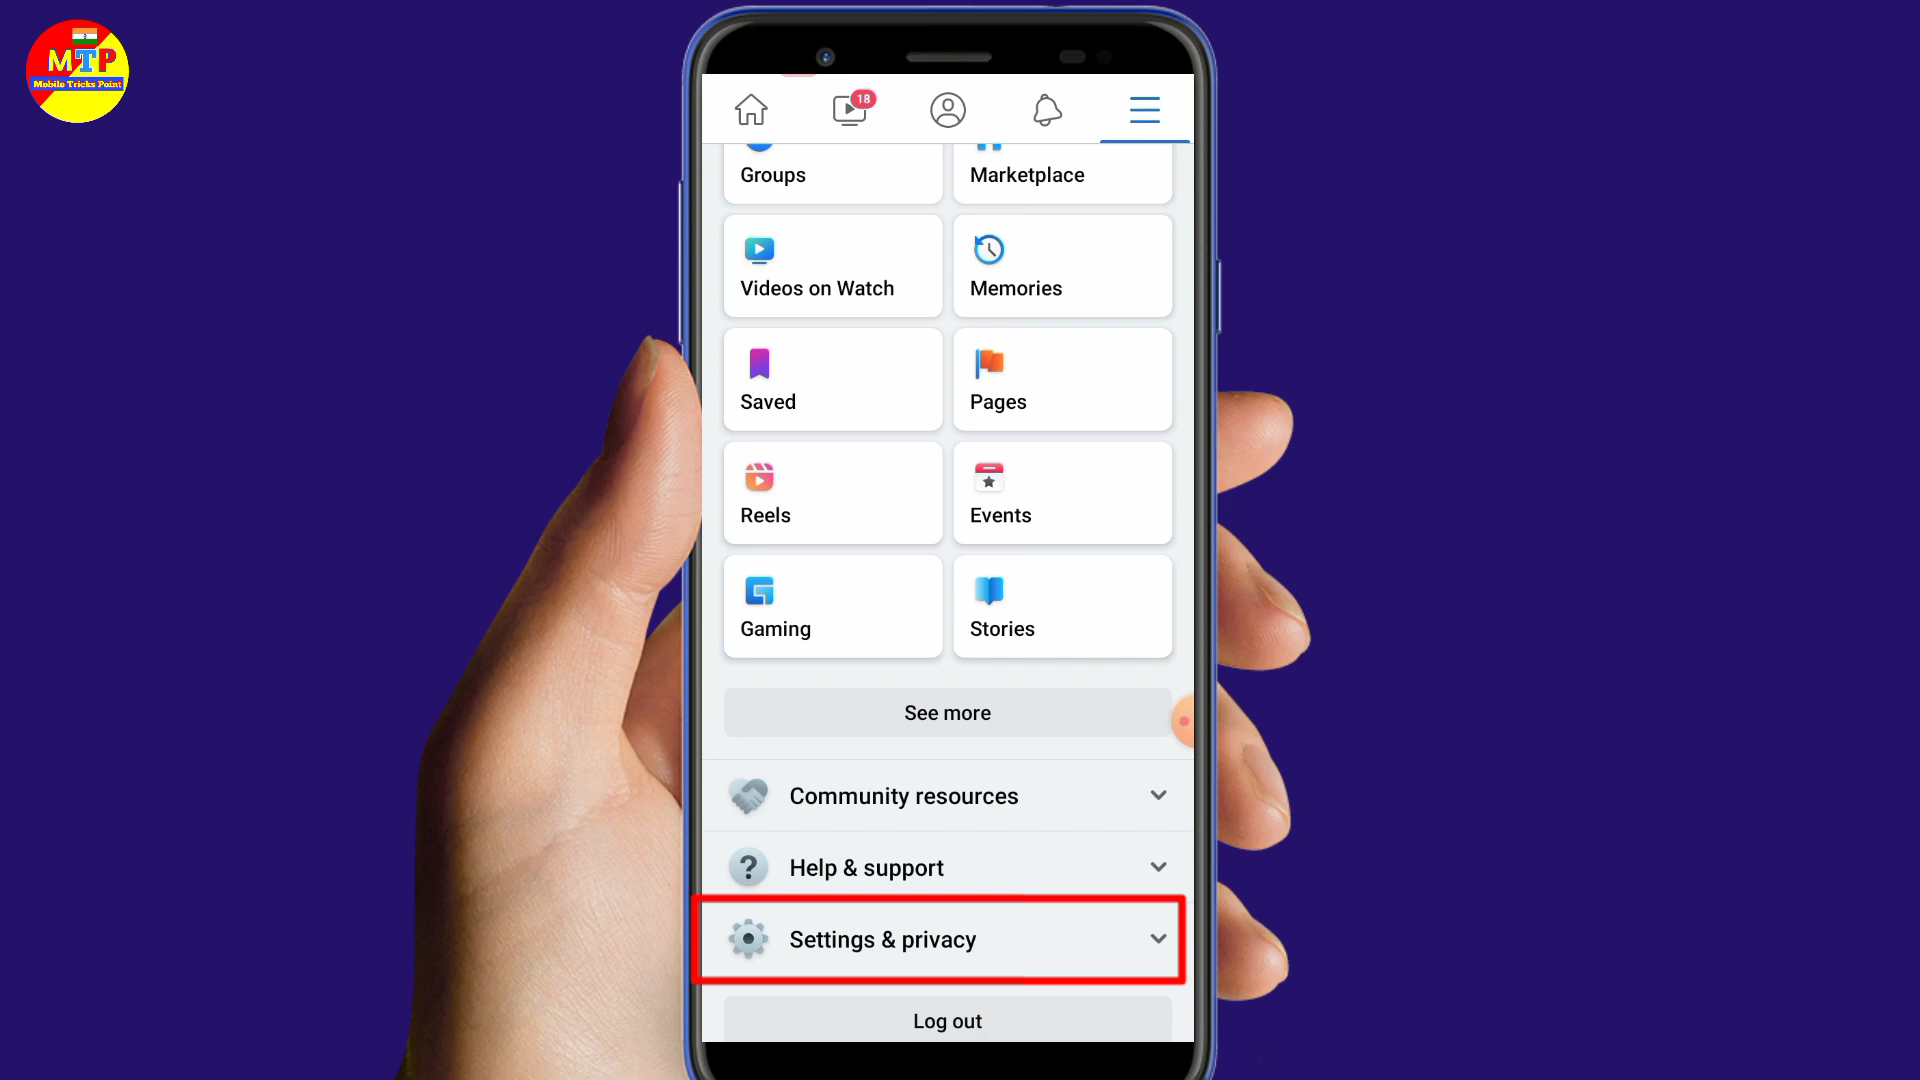 MTP
Mobile Tricks Point
18
Groups
Marketplace
Videos on Watch
Memories
Saved
Pages
Reels
Events
Gaming
Stories
See more
Community resources
Help & support
Settings & privacy
Log out